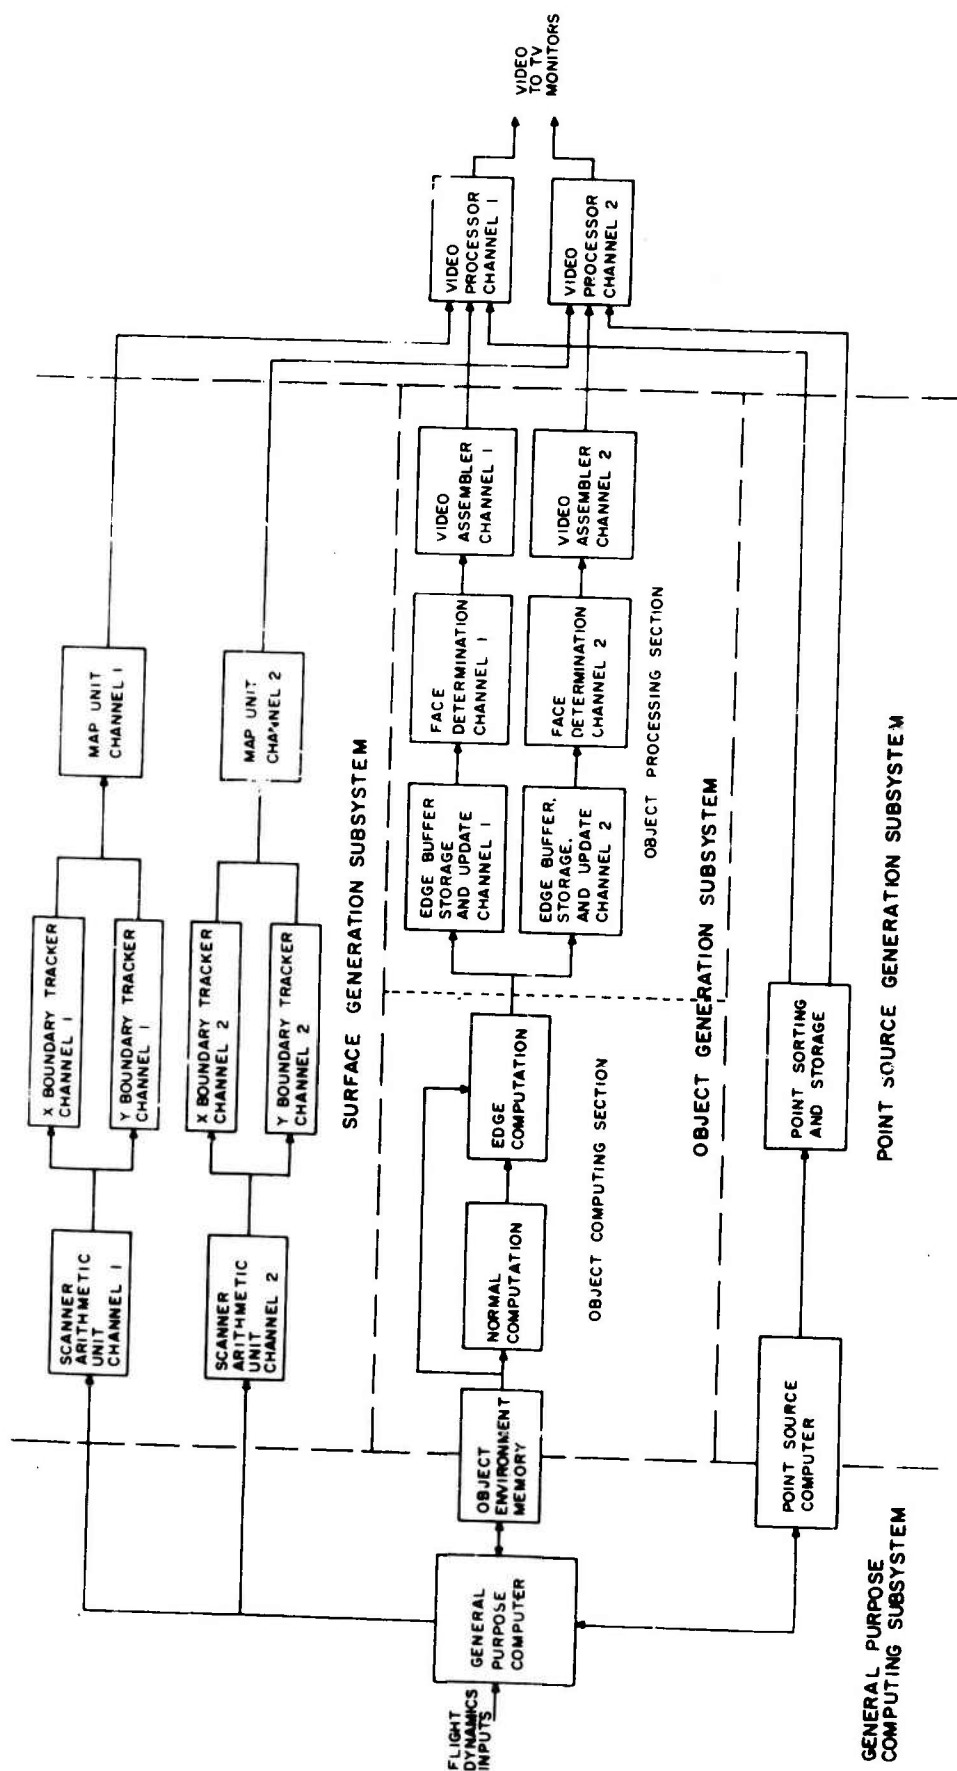 FLIGHT
DYNAMICS
INPUTS
GENERAL
PURPOSE
COMPUTER
GENERAL PURPOSE
COMPUTING SUBSYSTEM
SCANNER
ARITHMETIC
UNIT
CHANNEL 1
SCANNER
ARITHMETIC
UNIT
CHANNEL 2
X BOUNDARY TRACKER
CHANNEL 1
Y BOUNDARY TRACKER
CHANNEL 1
X BOUNDARY TRACKER
CHANNEL 2
Y BOUNDARY TRACKER
CHANNEL 2
MAP UNIT
CHANNEL 1
MAP UNIT
CHANNEL 2
SURFACE GENERATION SUBSYSTEM
OBJECT
ENVIRONMENT
MEMORY
NORMAL
COMPUTATION
EDGE
COMPUTATION
OBJECT COMPUTING SECTION
EDGE BUFFER
STORAGE
AND UPDATE
CHANNEL 1
EDGE BUFFER,
STORAGE,
AND UPDATE
CHANNEL 2
FACE
DETERMINATION
CHANNEL 1
FACE
DETERMINATION
CHANNEL 2
VIDEO
ASSEMBLER
CHANNEL 1
VIDEO
ASSEMBLER
CHANNEL 2
OBJECT PROCESSING SECTION
OBJECT GENERATION SUBSYSTEM
POINT SOURCE
COMPUTER
POINT SORTING
AND STORAGE
POINT SOURCE GENERATION SUBSYSTEM
VIDEO
PROCESSOR
CHANNEL 1
VIDEO
PROCESSOR
CHANNEL 2
VIDEO
TO TV
MONITORS